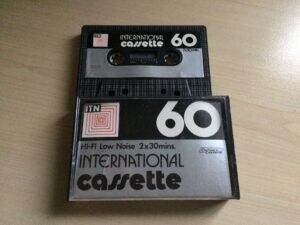 INTERNATIONAL
cassette
60
ITN
60
Hi-Fi Low Noise 2x30mins.
INTERNATIONAL
cassette